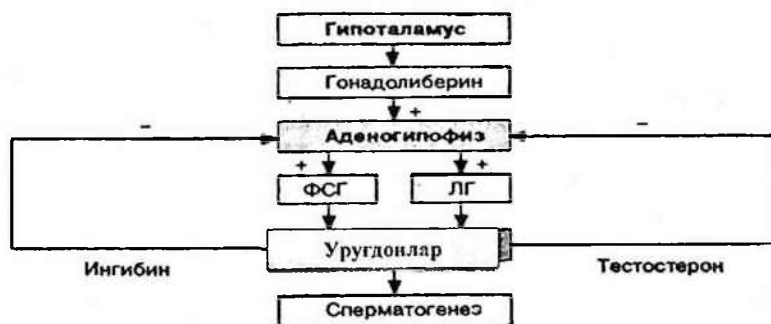 Гипоталамус
Гонадолиберин
+
− Аденогипофиз −
+ +
ФСГ ЛГ
Уругдонлар
Ингибин Тестостерон
Сперматогенез